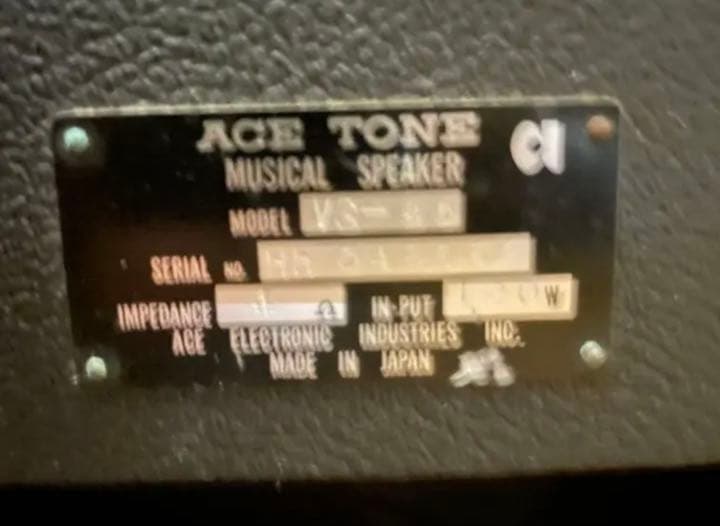 ACE TONE a
MUSICAL SPEAKER
MODEL
SERIAL NO.
IMPEDANCE Ω IN-PUT W
ACE ELECTRONIC INDUSTRIES INC.
MADE IN JAPAN